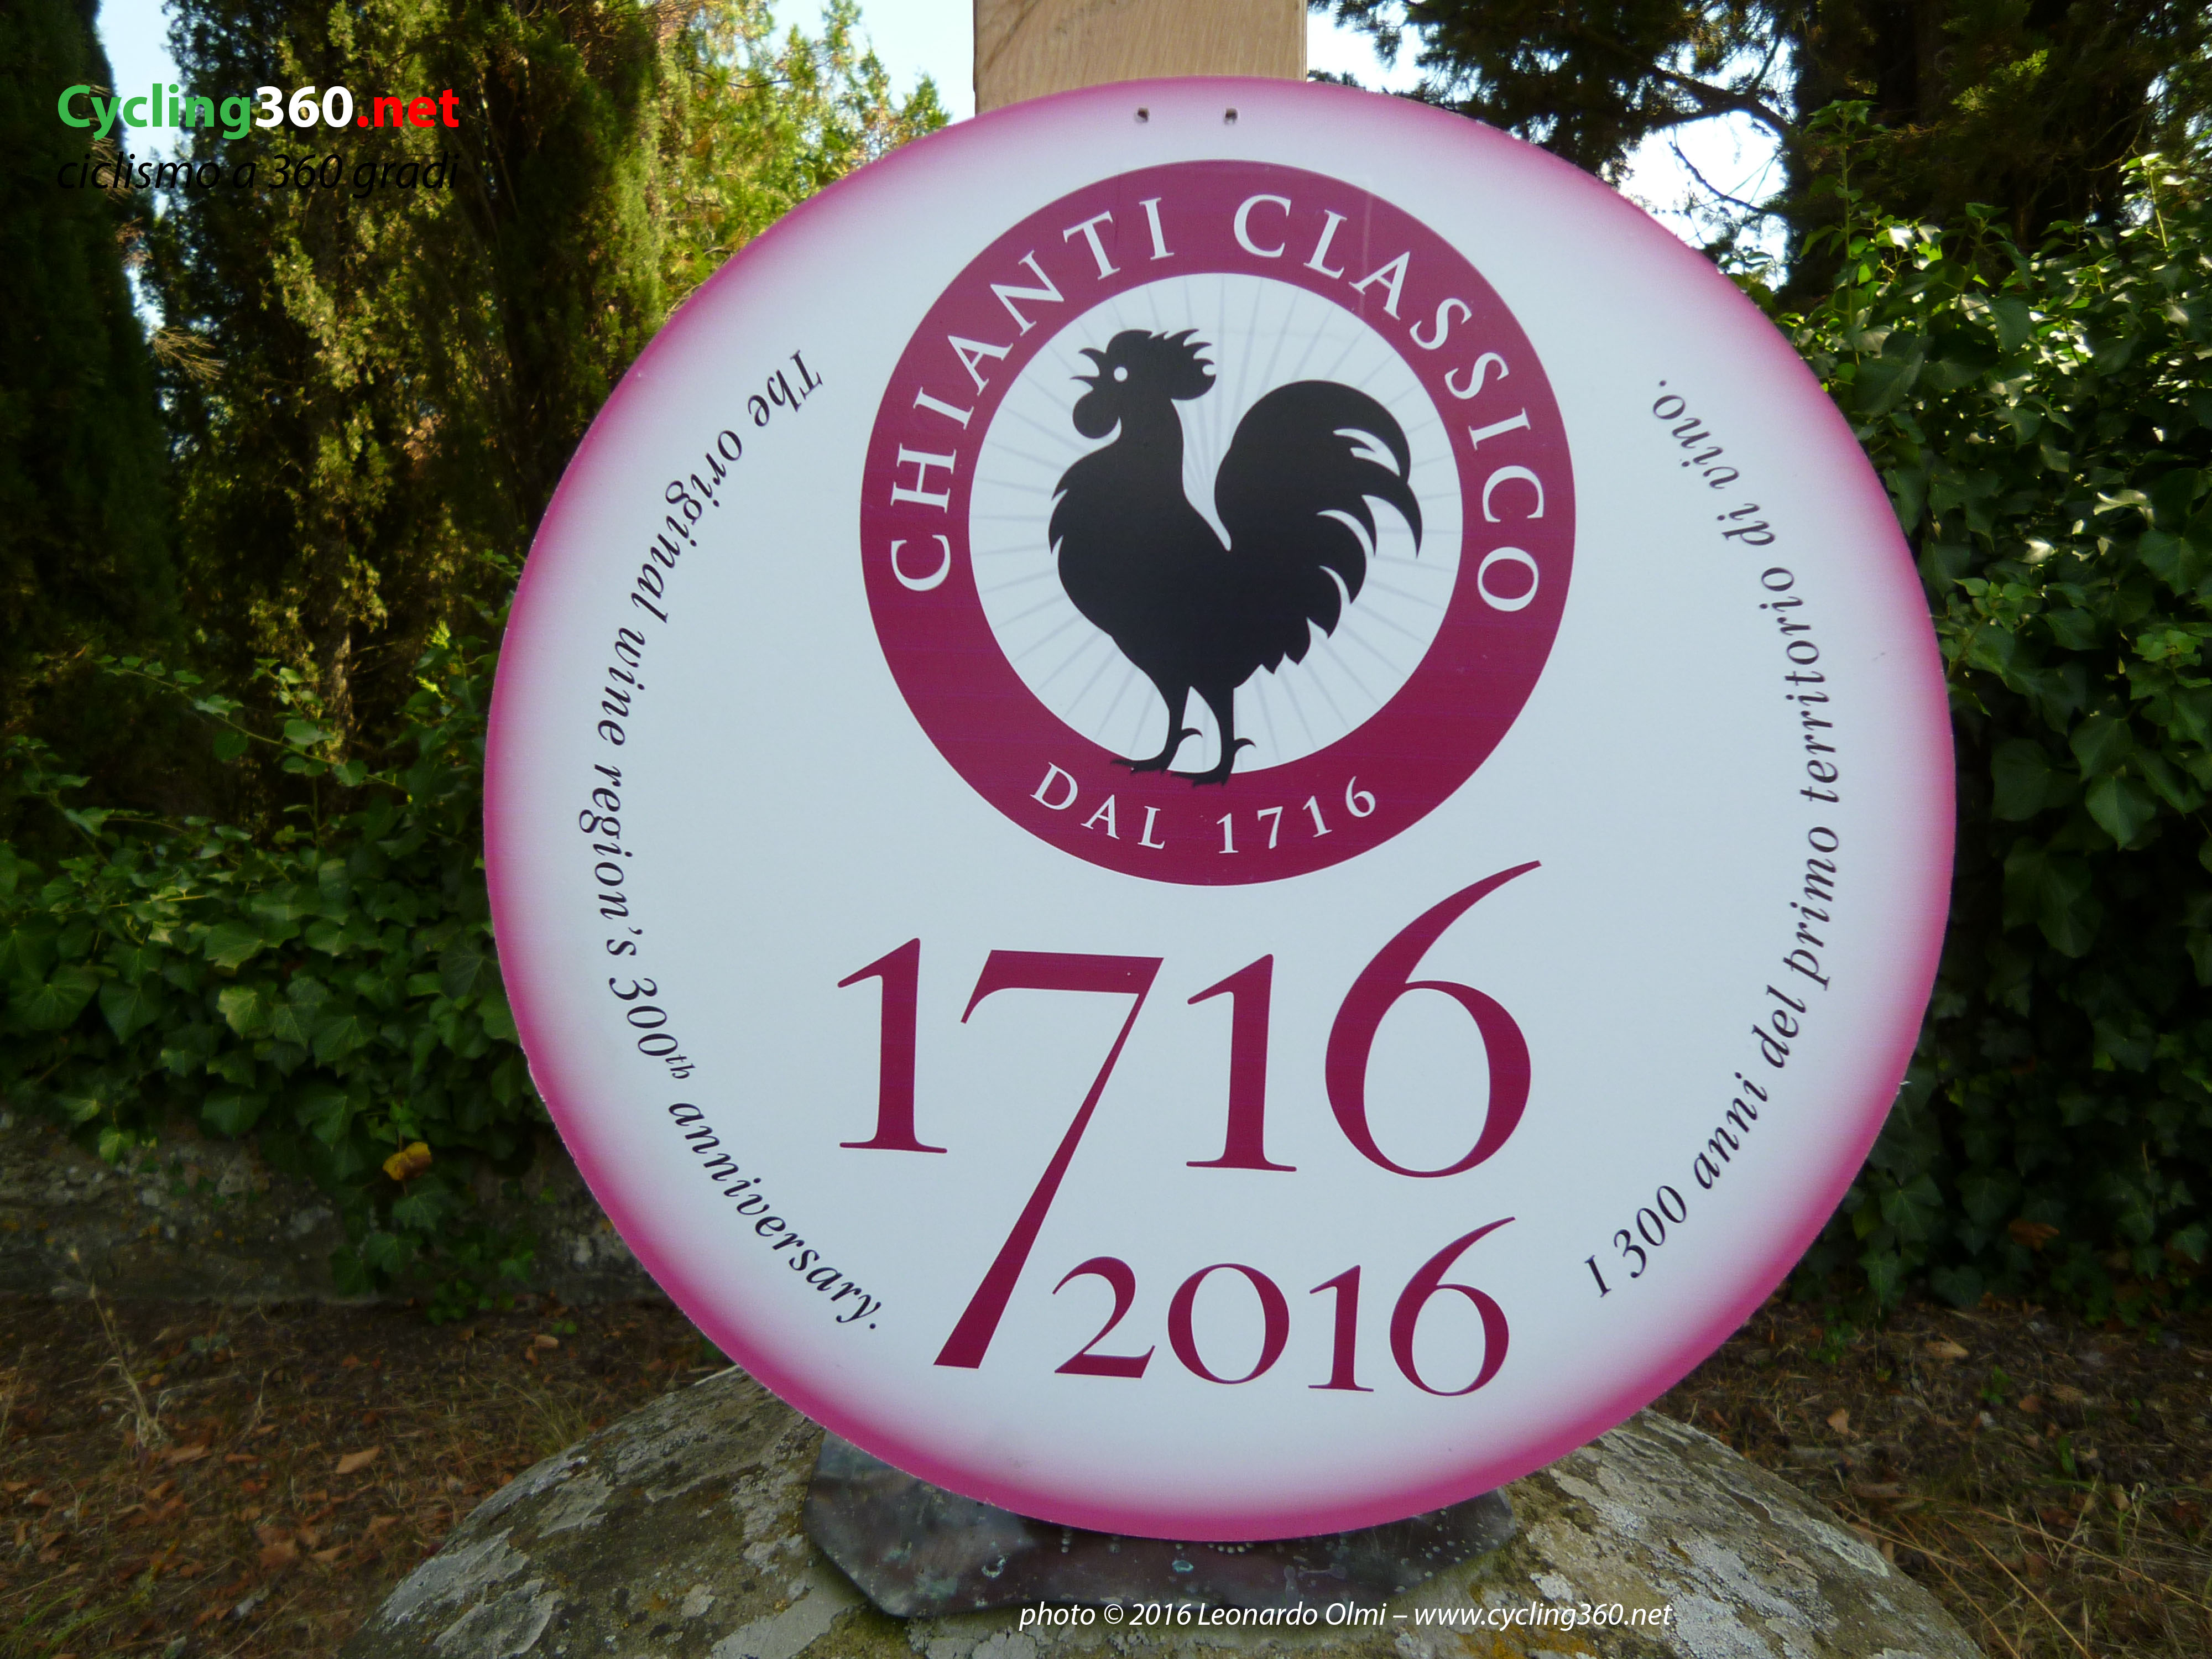 Cycling360.net
ciclismo a 360 gradi
CHIANTI CLASSICO
DAL 1716
1716
2016
The original wine region's 300th anniversary.
I 300 anni del primo territorio di vino.
photo © 2016 Leonardo Olmi – www.cycling360.net